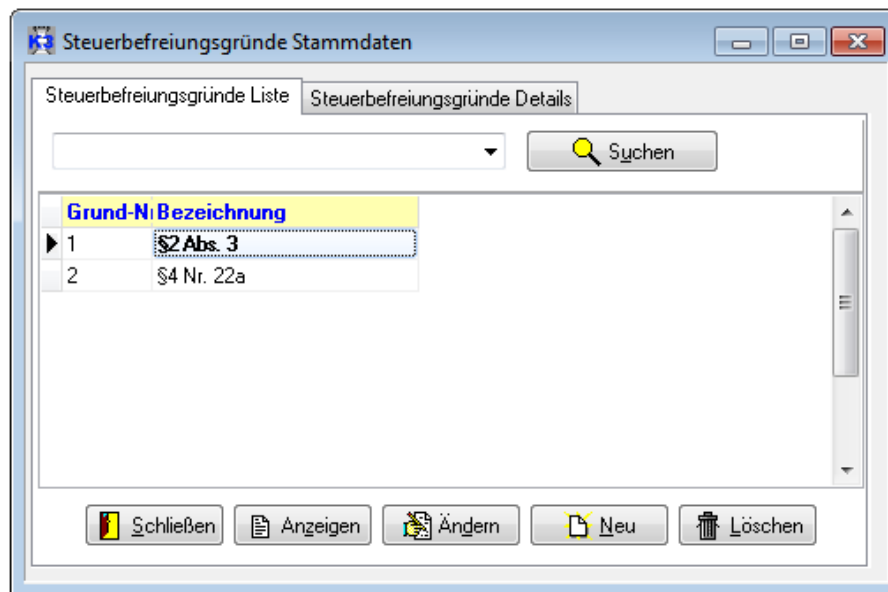 K3 Steuerbefreiungsgründe Stammdaten
Steuerbefreiungsgründe Liste Steuerbefreiungsgründe Details
Suchen
Grund-N Bezeichnung
1 §2 Abs. 3
2 §4 Nr. 22a
Schließen Anzeigen Ändern Neu Löschen